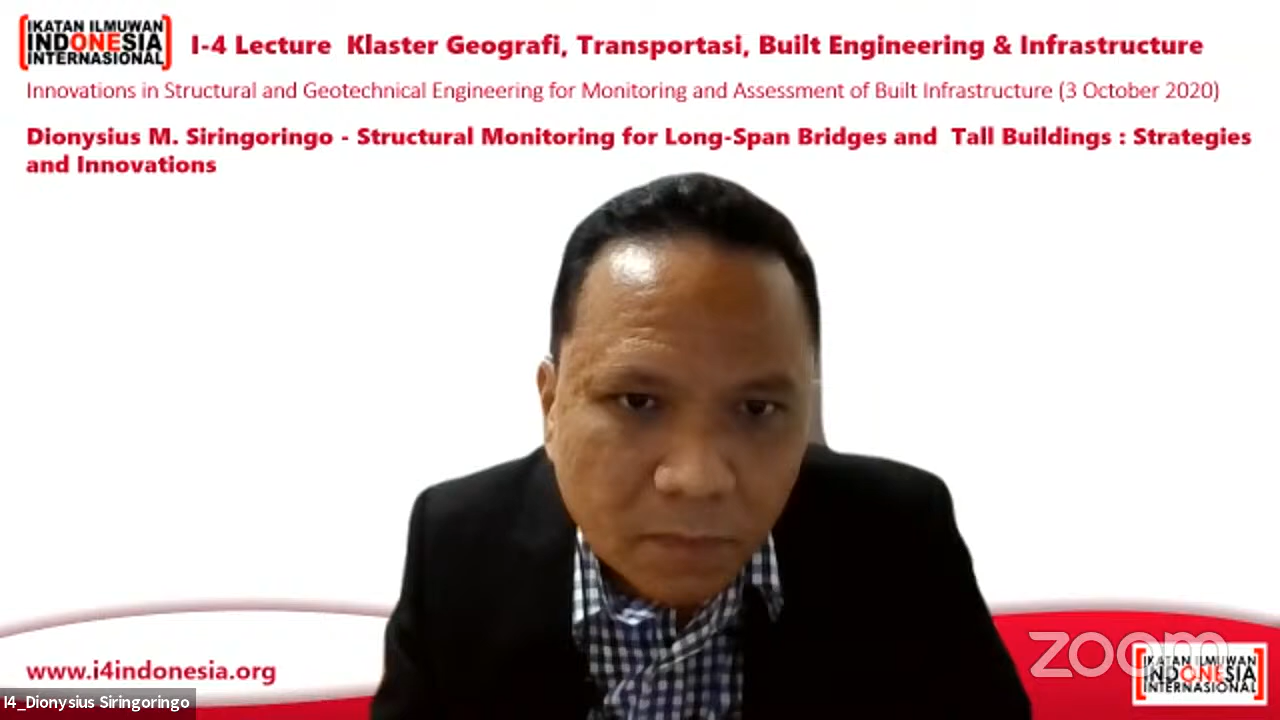 IKATAN ILMUWAN
INDONESIA
INTERNASIONAL
I-4 Lecture Klaster Geografi, Transportasi, Built Engineering & Infrastructure
Innovations in Structural and Geotechnical Engineering for Monitoring and Assessment of Built Infrastructure (3 October 2020)
Dionysius M. Siringoringo - Structural Monitoring for Long-Span Bridges and Tall Buildings : Strategies
and Innovations
www.i4indonesia.org
I4_Dionysius Siringoringo
zoom
IKATAN ILMUWAN
INDONESIA
INTERNASIONAL